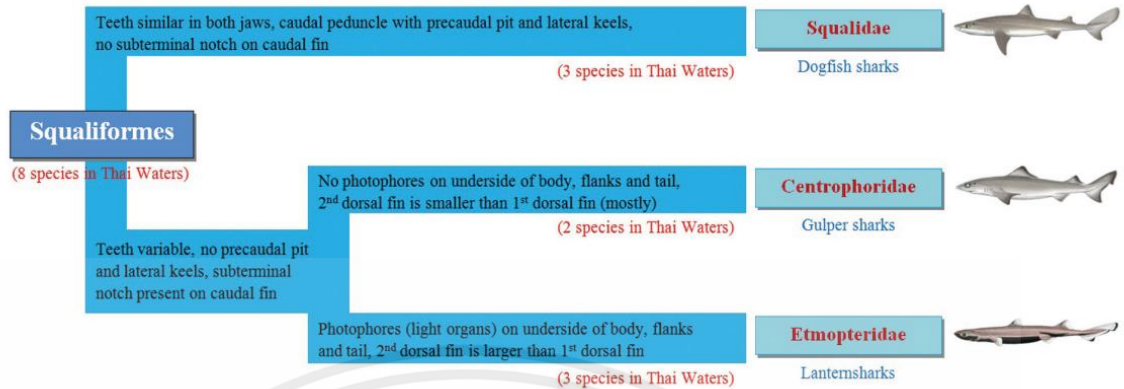 Teeth similar in both jaws, caudal peduncle with precaudal pit and lateral keels,
no subterminal notch on caudal fin
(3 species in Thai Waters)
Squalidae
Dogfish sharks
Squaliformes
(8 species in Thai Waters)
No photophores on underside of body, flanks and tail,
2nd dorsal fin is smaller than 1st dorsal fin (mostly)
(2 species in Thai Waters)
Centrophoridae
Gulper sharks
Teeth variable, no precaudal pit
and lateral keels, subterminal
notch present on caudal fin
Photophores (light organs) on underside of body, flanks
and tail, 2nd dorsal fin is larger than 1st dorsal fin
(3 species in Thai Waters)
Etmopteridae
Lanternsharks